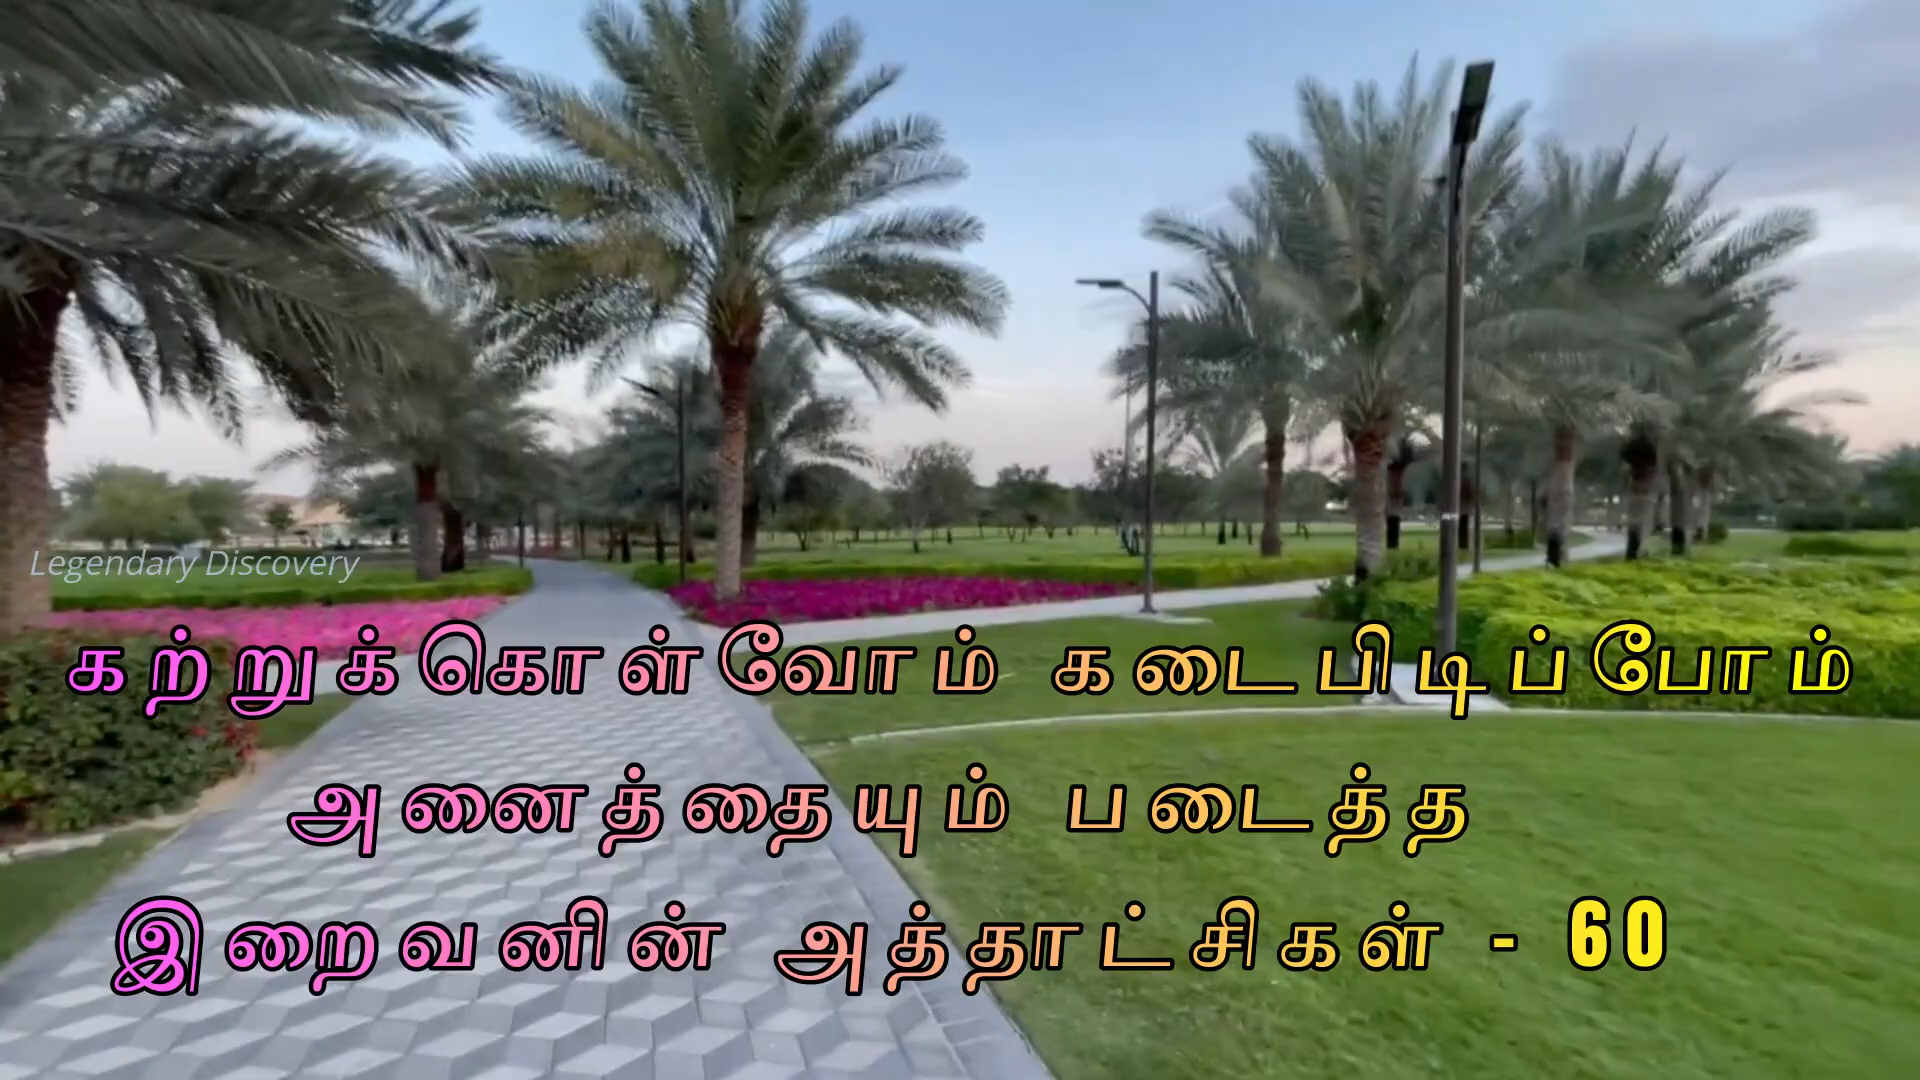 Legendary Discovery
கற்றுக்கொள்வோம் கடைபிடிப்போம்
அனைத்தையும் படைத்த
இறைவனின் அத்தாட்சிகள் - 60